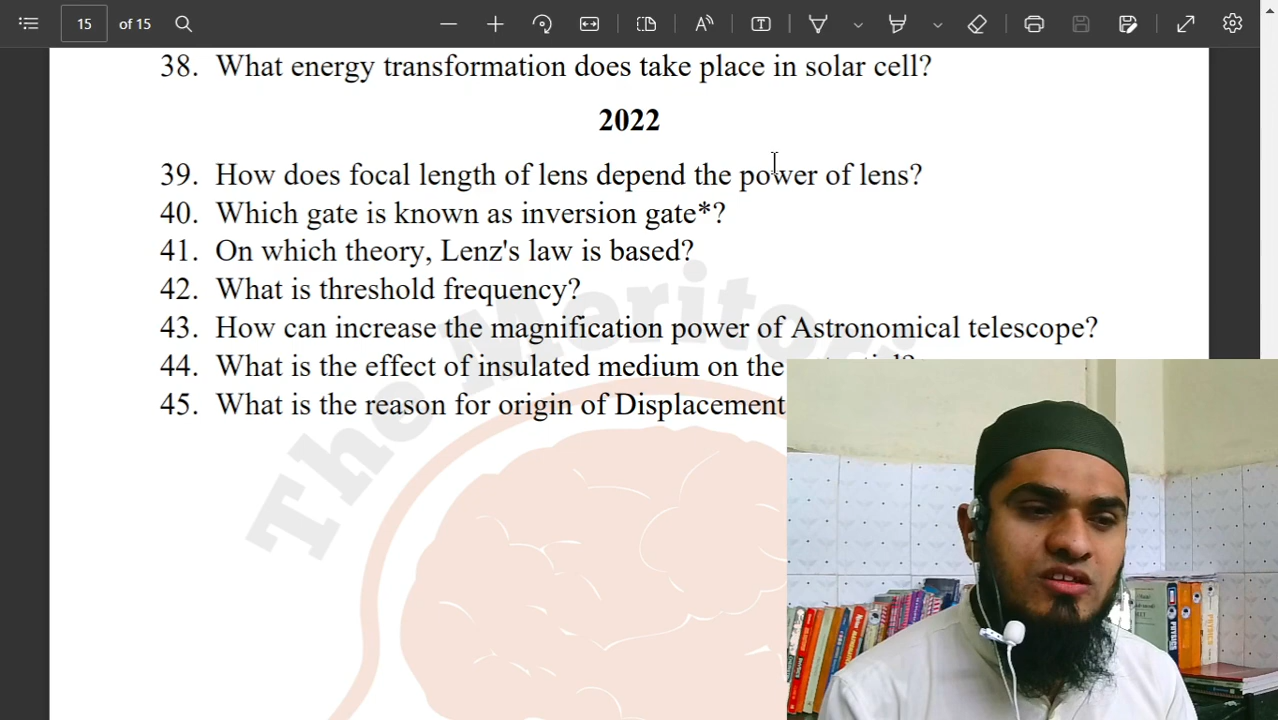 15 of 15
38. What energy transformation does take place in solar cell?
2022
39. How does focal length of lens depend the power of lens?
40. Which gate is known as inversion gate*?
41. On which theory, Lenz's law is based?
42. What is threshold frequency?
43. How can increase the magnification power of Astronomical telescope?
44. What is the effect of insulated medium on the
45. What is the reason for origin of Displacement
The Merito
PHYSICS
PHYSICS